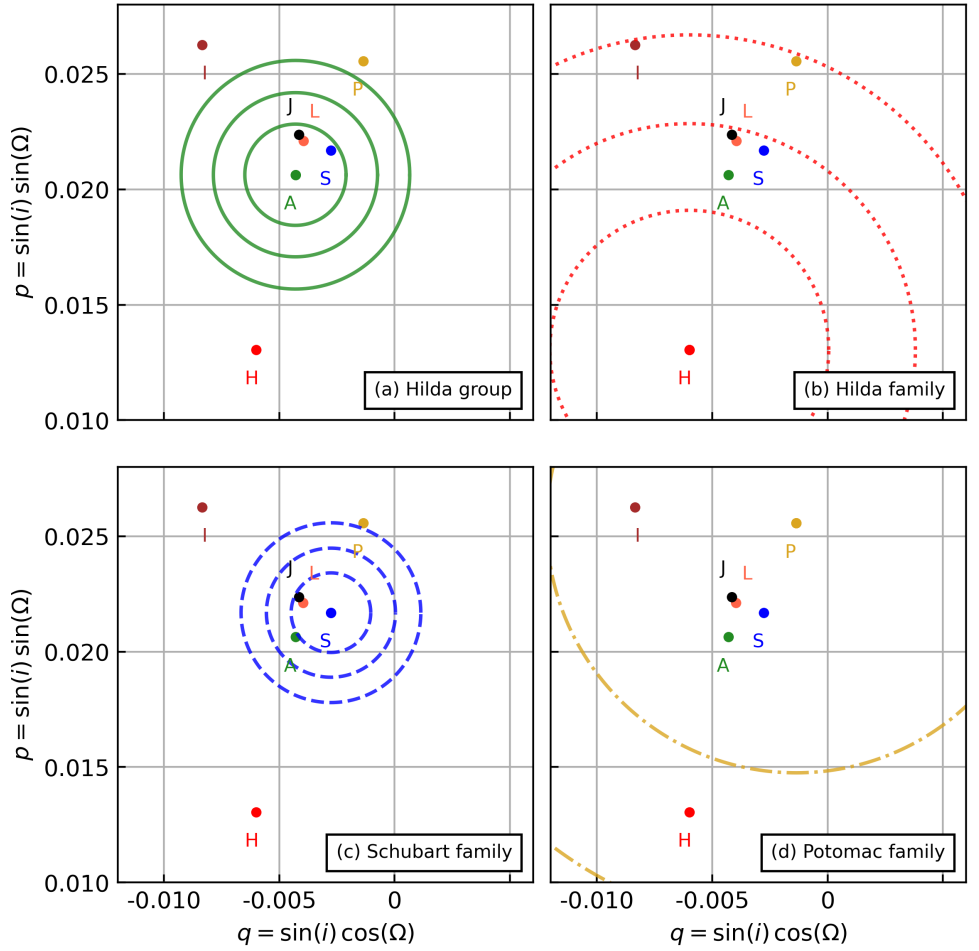 0.025
0.020
0.015
0.010
p = sin(i) sin(Ω)
I
P
J
L
S
A
H
(a) Hilda group
I
P
J
L
S
A
H
(b) Hilda family
0.025
0.020
0.015
0.010
p = sin(i) sin(Ω)
I
P
J
L
S
A
H
(c) Schubart family
-0.010
-0.005
0
q = sin(i) cos(Ω)
I
P
J
L
S
A
H
(d) Potomac family
-0.010
-0.005
0
q = sin(i) cos(Ω)